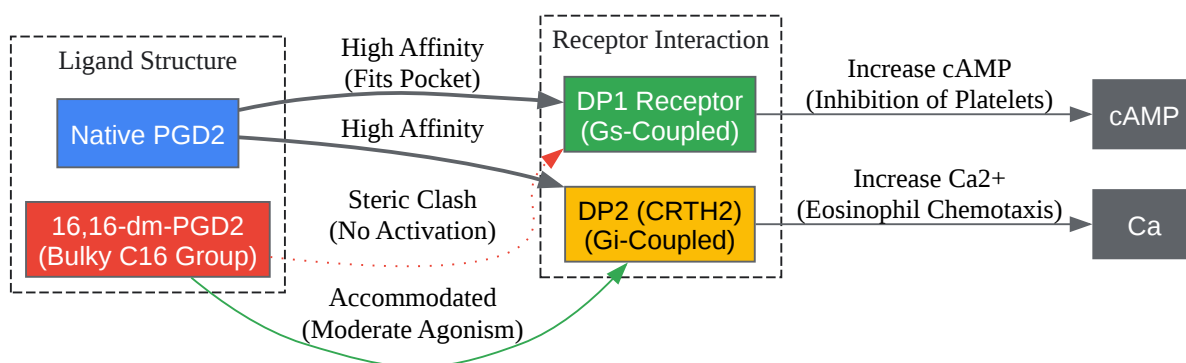 Ligand Structure
Native PGD2
16,16-dm-PGD2
(Bulky C16 Group)
High Affinity
(Fits Pocket)
High Affinity
Steric Clash
(No Activation)
Accommodated
(Moderate Agonism)
Receptor Interaction
DP1 Receptor
(Gs-Coupled)
DP2 (CRTH2)
(Gi-Coupled)
Increase cAMP
(Inhibition of Platelets)
Increase Ca2+
(Eosinophil Chemotaxis)
cAMP
Ca